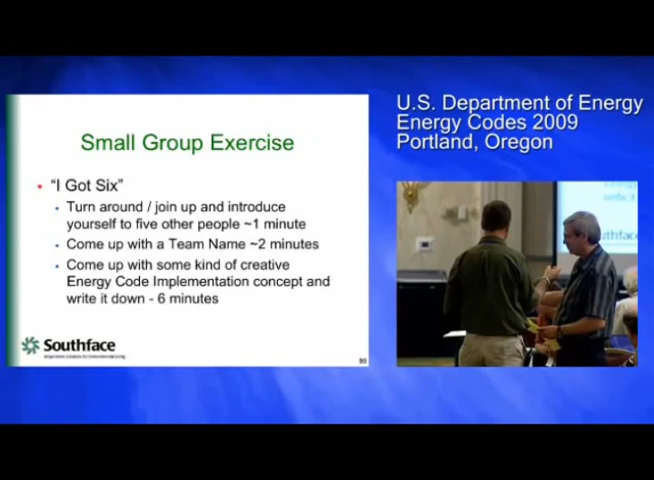 Small Group Exercise
"I Got Six"
Turn around / join up and introduce
yourself to five other people ~1 minute
Come up with a Team Name ~2 minutes
Come up with some kind of creative
Energy Code Implementation concept and
write it down - 6 minutes
Southface
U.S. Department of Energy
Energy Codes 2009
Portland, Oregon
write it